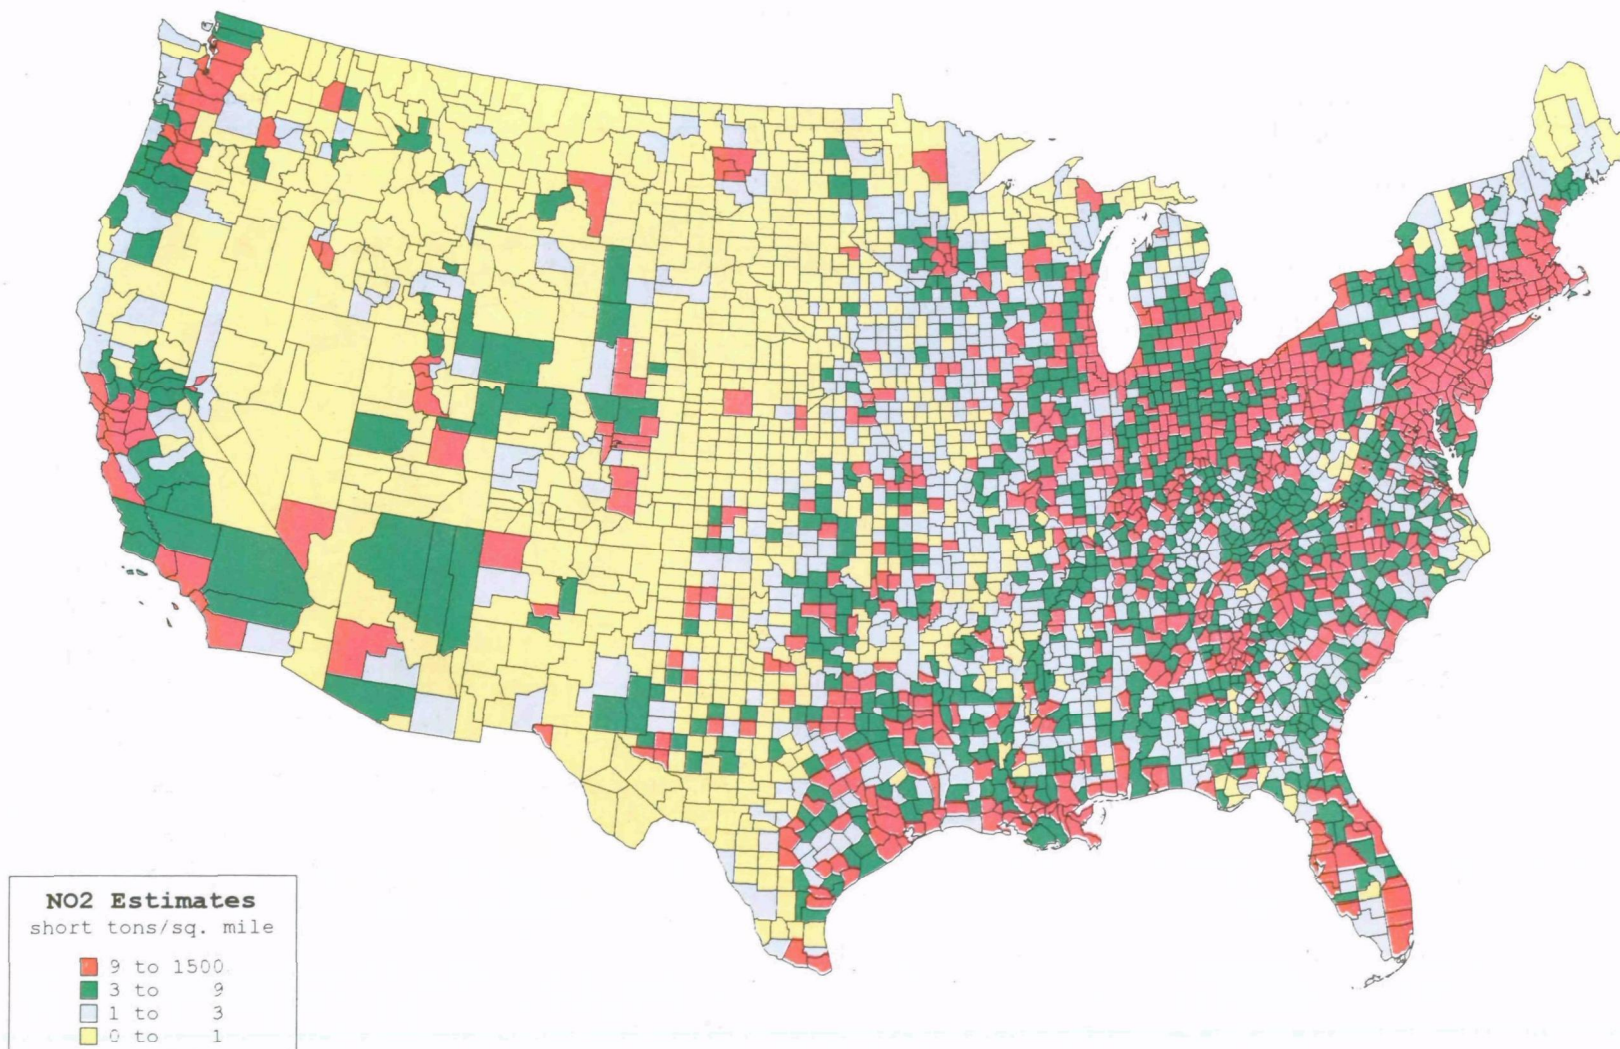 NO2 Estimates
short tons/sq. mile
9 to 1500
3 to 9
1 to 3
0 to 1